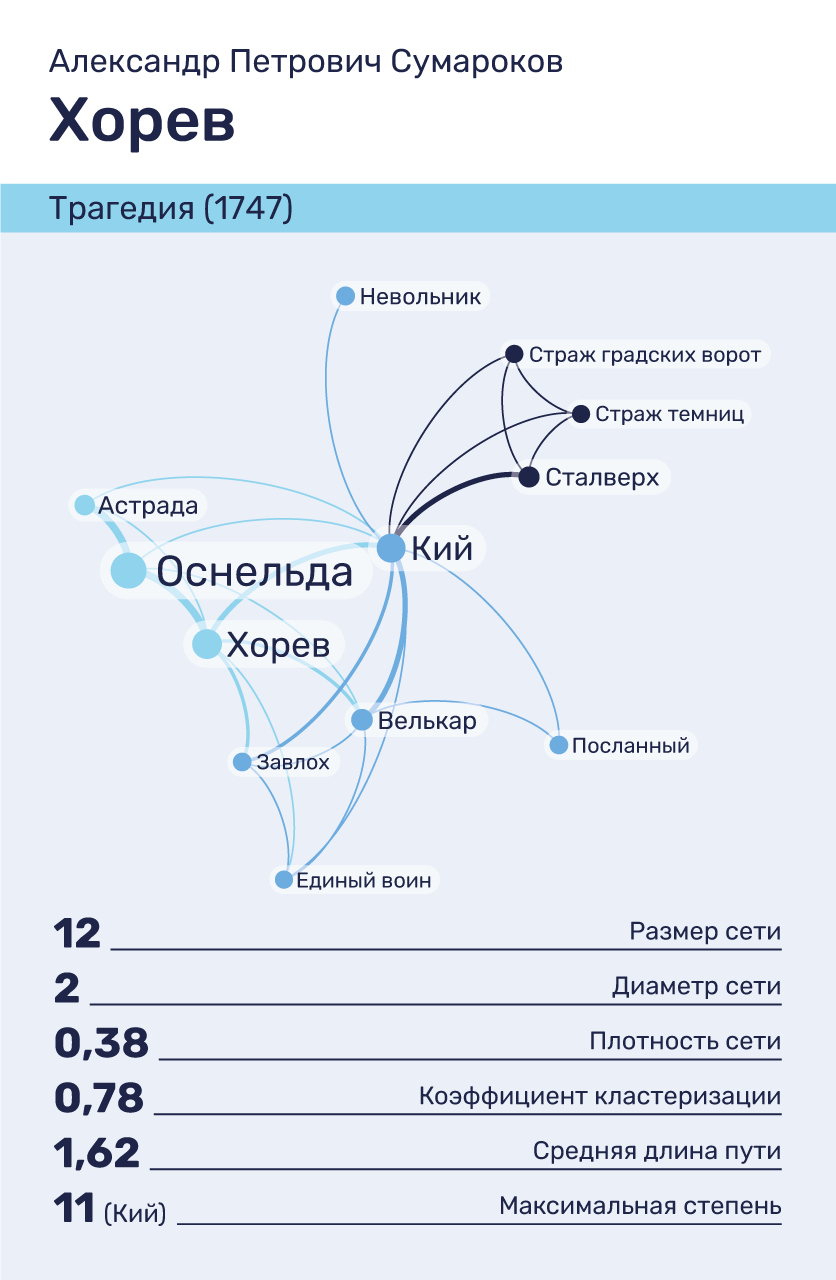 Александр Петрович Сумароков
Хорев
Трагедия (1747)
Невольник
Страж градских ворот
Страж темниц
Сталверх
Астрада
Кий
Оснельда
Хорев
Велькар
Посланный
Завлох
Единый воин
12 Размер сети
2 Диаметр сети
0,38 Плотность сети
0,78 Коэффициент кластеризации
1,62 Средняя длина пути
11 (Кий) Максимальная степень